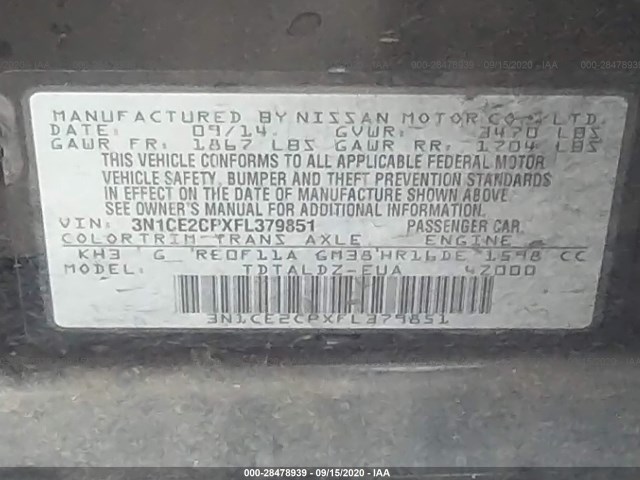 000-28478939 09/15/2020 — IAA
MANUFACTURED BY NISSAN MOTOR CO., LTD.
DATE: 09/14. GVWR: 3470 LBS
GAWR FR: 1867 LBS GAWR RR: 1704 LBS
THIS VEHICLE CONFORMS TO ALL APPLICABLE FEDERAL MOTOR
VEHICLE SAFETY, BUMPER AND THEFT PREVENTION STANDARDS
IN EFFECT ON THE DATE OF MANUFACTURE SHOWN ABOVE.
SEE OWNER'S MANUAL FOR ADDITIONAL INFORMATION
VIN: 3N1CE2CPXFL379851 PASSENGER CAR.
COLOR TRIM TRANS AXLE ENGINE
KH3 G RE0F11A GM38 HR16DE 1598 CC
TYPE/MODEL: TDTALDZ-EUA 4Z000
3N1CE2CPXFL379851
000-28478939 - 09/15/2020 - IAA